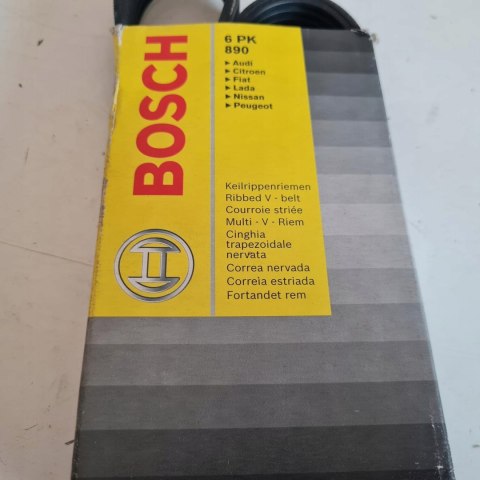 BOSCH
6 PK
890
▶ Audi
▶ Citroen
▶ Fiat
▶ Lada
▶ Nissan
▶ Peugeot
Keilrippenriemen
Ribbed V - belt
Courroie striée
Multi - V - Riem
Cinghia
trapezoidale
nervata
Correa nervada
Correia estriada
Fortandet rem